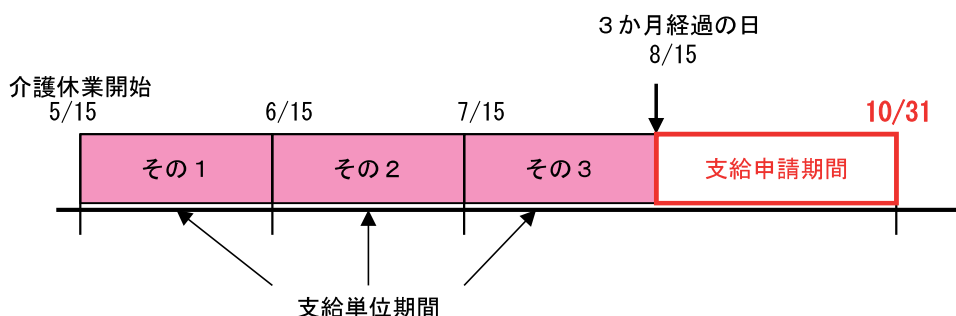 ３か月経過の日
8/15
介護休業開始
5/15
6/15
7/15
10/31
その１
その２
その３
支給申請期間
支給単位期間